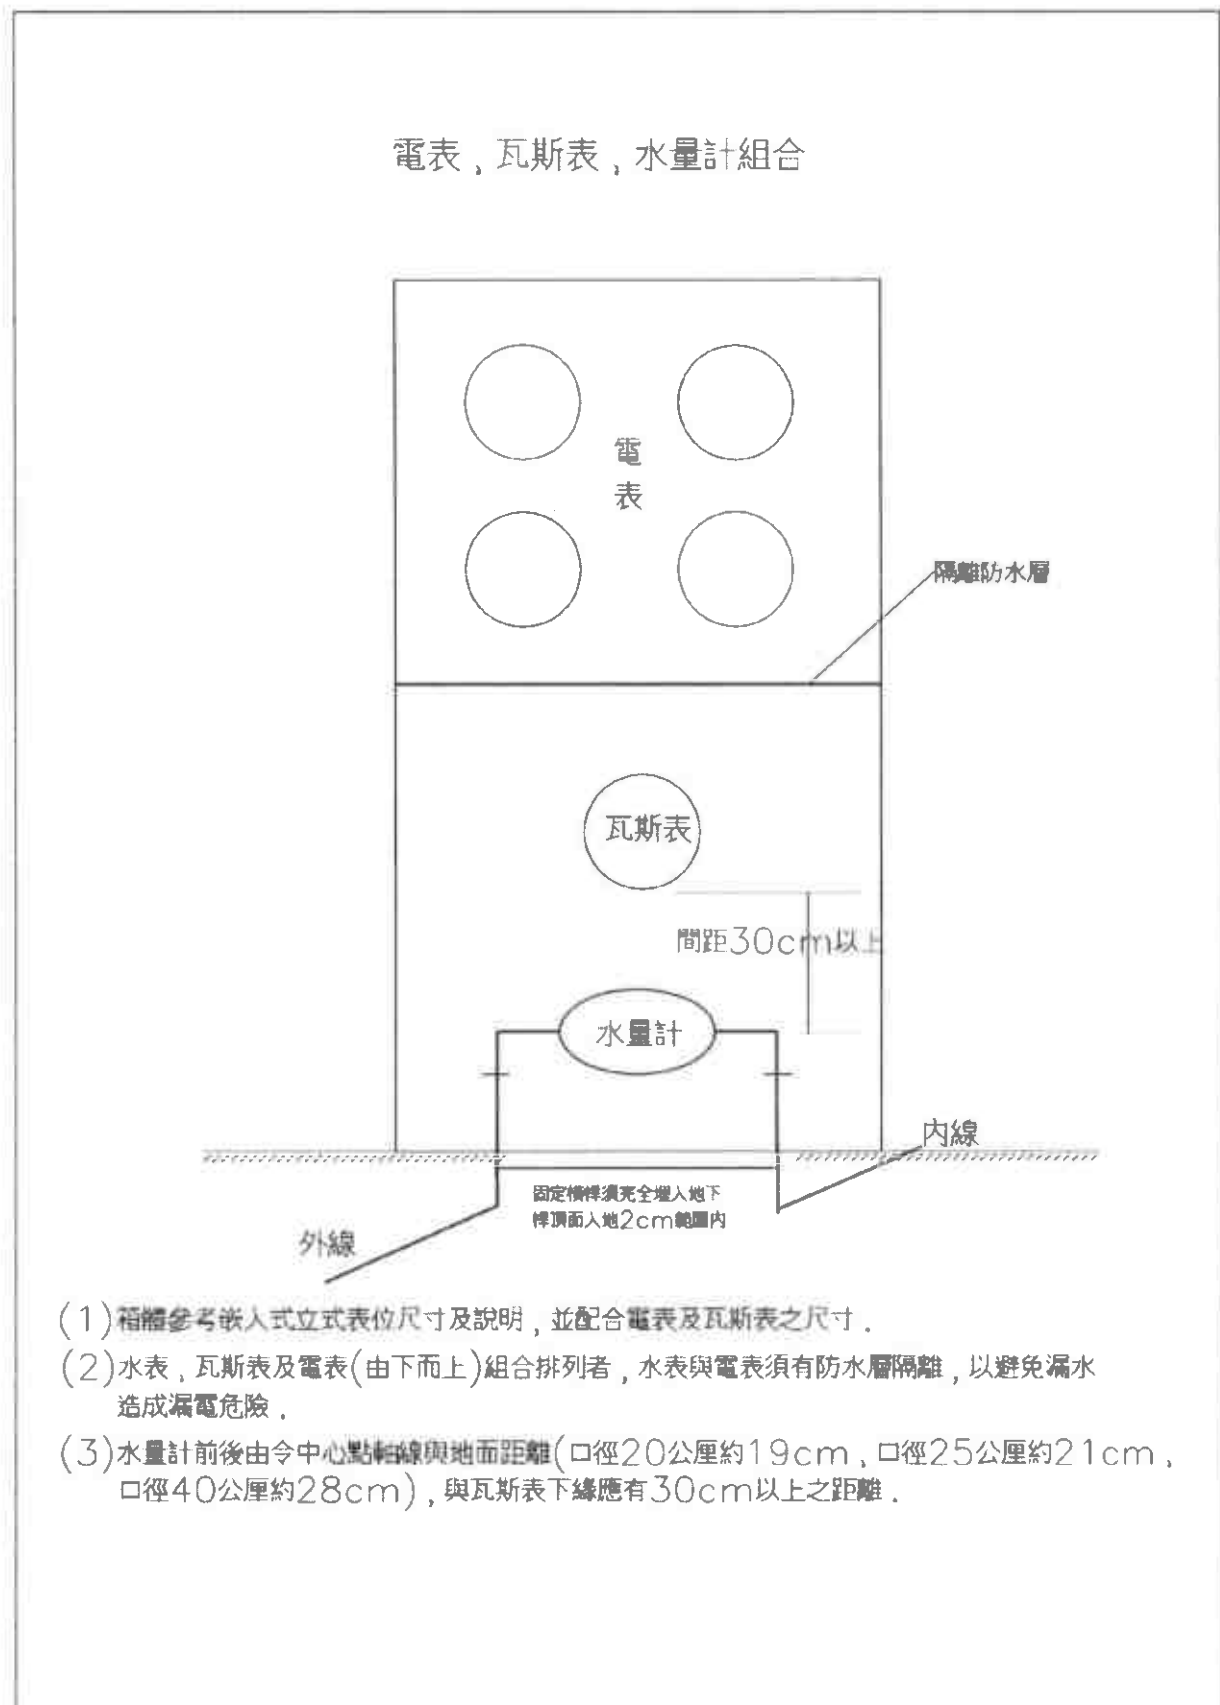 電表，瓦斯表，水量計組合
電
表
隔離防水層
瓦斯表
間距30cm以上
水量計
內線
固定橫桿須完全埋入地下
桿頂面入地2cm範圍內
外線
(1)箱體參考嵌入式立式表位尺寸及說明，並配合電表及瓦斯表之尺寸．
(2)水表，瓦斯表及電表(由下而上)組合排列者，水表與電表須有防水層隔離，以避免漏水
造成漏電危險．
(3)水量計前後由令中心點軸線與地面距離(口徑20公厘約19cm，口徑25公厘約21cm，
口徑40公厘約28cm)，與瓦斯表下緣應有30cm以上之距離．